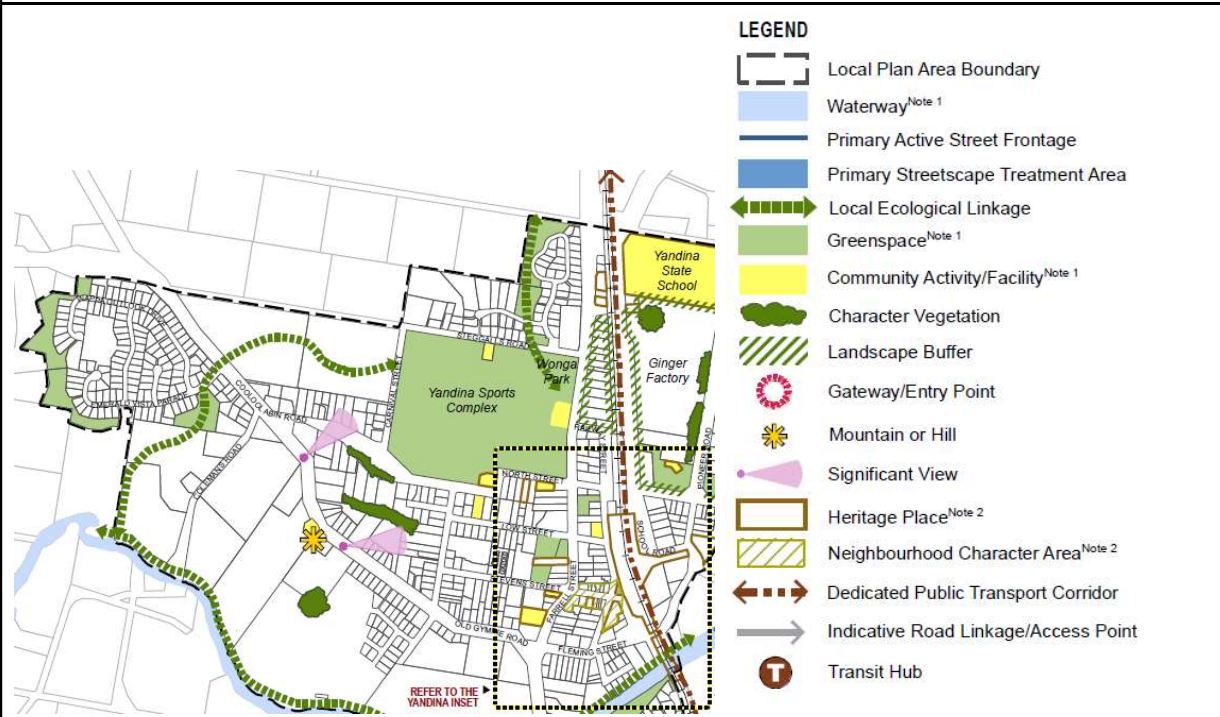 LEGEND
Local Plan Area Boundary
Waterway Note 1
Primary Active Street Frontage
Primary Streetscape Treatment Area
Local Ecological Linkage
Greenspace Note 1
Community Activity/Facility Note 1
Character Vegetation
Landscape Buffer
Gateway/Entry Point
Mountain or Hill
Significant View
Heritage Place Note 2
Neighbourhood Character Area Note 2
Dedicated Public Transport Corridor
Indicative Road Linkage/Access Point
T
Transit Hub
Yandina
State
School
STEGGALLS ROAD
Wonga
Park
Ginger
Factory
Yandina Sports
Complex
CARNIVAL STREET
COOLOOLABIN ROAD
EMERALD VISTA PARADE
PIONEER ROAD
NORTH STREET
LOW STREET
SCHOOL ROAD
STEVENS STREET
FARRELL STREET
OLD GYMPIE ROAD
FLEMING STREET
REFER TO THE
YANDINA INSET